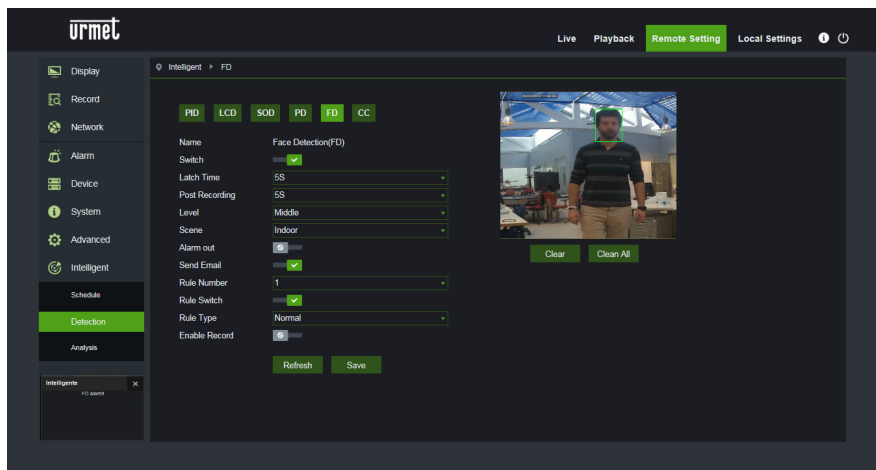 urmet
Live Playback Remote Setting Local Settings
Display
Record
Network
Alarm
Device
System
Advanced
Intelligent
Schedule
Detection
Analysis
Intelligente
FD alarm!
Intelligent FD
PID LCD SOD PD FD CC
Name Face Detection(FD)
Switch
Latch Time 5S
Post Recording 5S
Level Middle
Scene Indoor
Alarm out
Send Email
Rule Number 1
Rule Switch
Rule Type Normal
Enable Record
Refresh Save
Clear Clean All